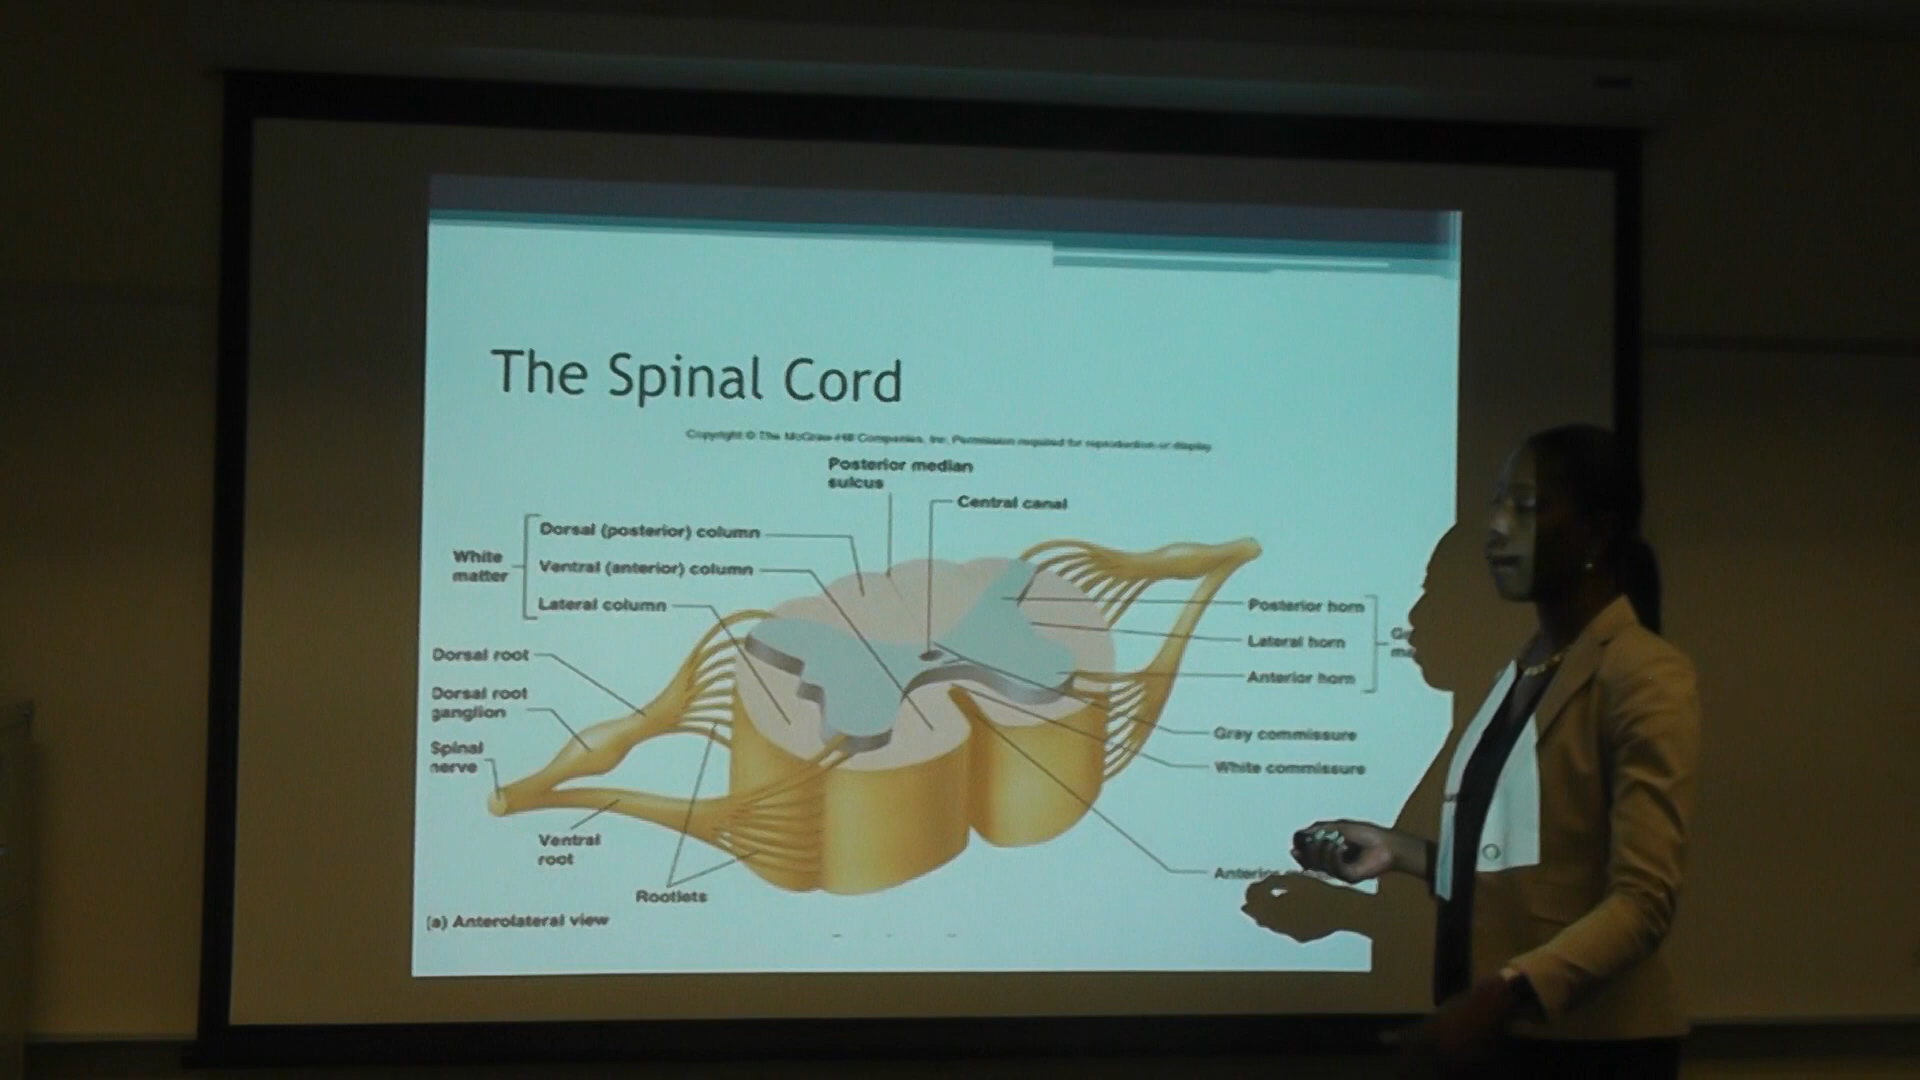 The Spinal Cord
Copyright © The McGraw-Hill Companies, Inc. Permission required for reproduction or display.
Posterior median
sulcus
Central canal
Dorsal (posterior) column
White
matter
Ventral (anterior) column
Lateral column
Posterior horn
Lateral horn
Anterior horn
Dorsal root
Dorsal root
ganglion
Spinal
nerve
Gray commissure
White commissure
Ventral
root
Rootlets
(a) Anterolateral view